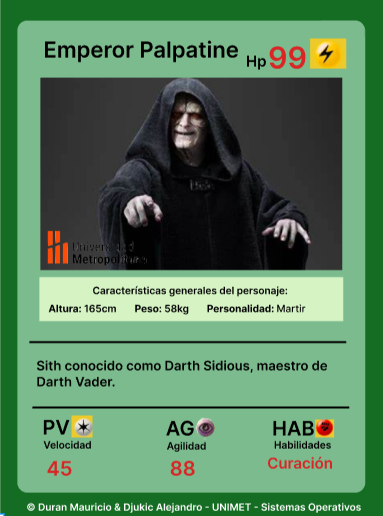 Emperor Palpatine
Hp 99
Universidad
Metropolitana
Características generales del personaje:
Altura: 165cm Peso: 58kg Personalidad: Martir
Sith conocido como Darth Sidious, maestro de
Darth Vader.
PV AG HAB
Velocidad Agilidad Habilidades
45 88 Curación
© Duran Mauricio & Djukic Alejandro - UNIMET - Sistemas Operativos